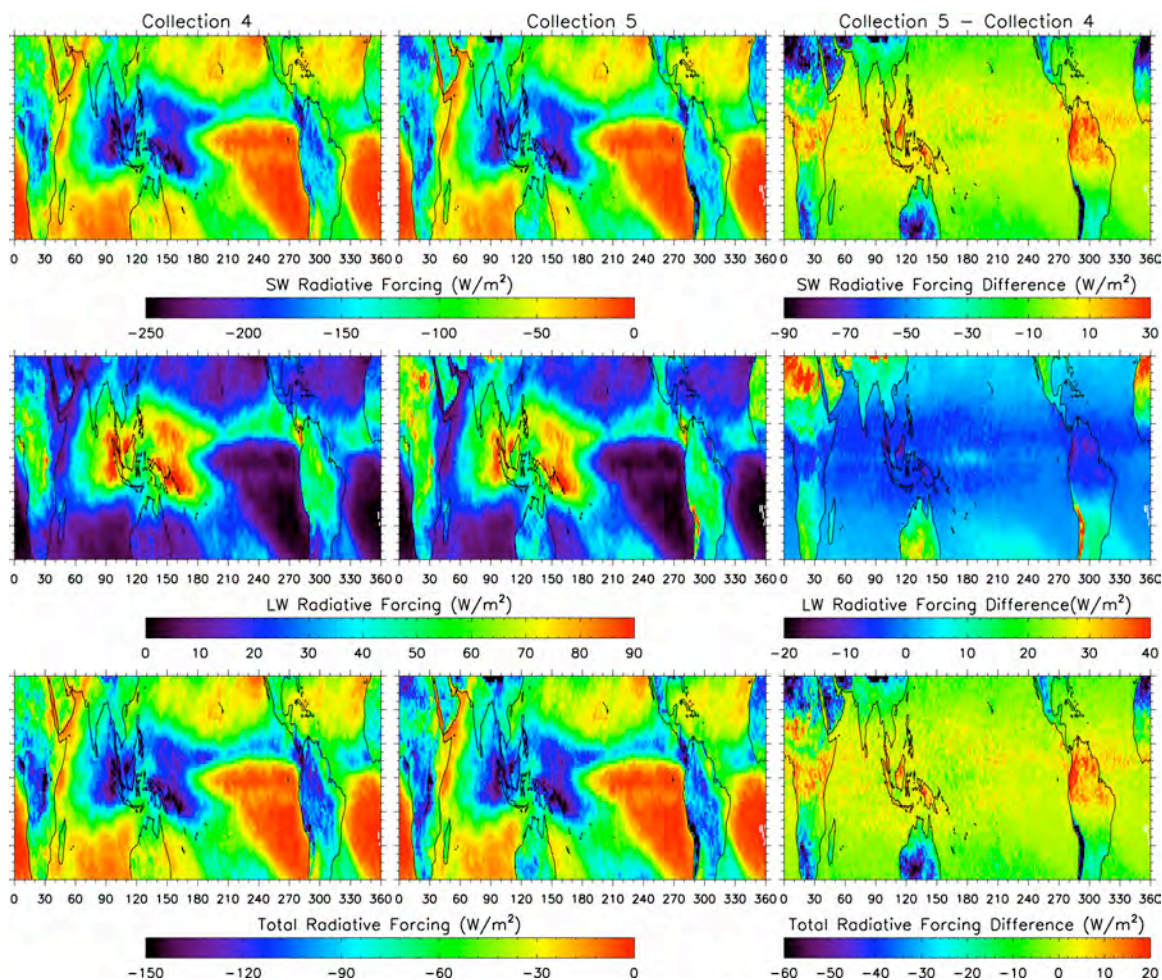 Collection 4 Collection 5 Collection 5 − Collection 4
0 30 60 90 120 150 180 210 240 270 300 330 360 30 60 90 120 150 180 210 240 270 300 330 360 30 60 90 120 150 180 210 240 270 300 330 360
SW Radiative Forcing (W/m²) SW Radiative Forcing Difference (W/m²)
−250 −200 −150 −100 −50 0 −90 −70 −50 −30 −10 10 30
0 30 60 90 120 150 180 210 240 270 300 330 360 30 60 90 120 150 180 210 240 270 300 330 360 30 60 90 120 150 180 210 240 270 300 330 360
LW Radiative Forcing (W/m²) LW Radiative Forcing Difference(W/m²)
0 10 20 30 40 50 60 70 80 90 −20 −10 0 10 20 30 40
0 30 60 90 120 150 180 210 240 270 300 330 360 30 60 90 120 150 180 210 240 270 300 330 360 30 60 90 120 150 180 210 240 270 300 330 360
Total Radiative Forcing (W/m²) Total Radiative Forcing Difference (W/m²)
−150 −120 −90 −60 −30 0 −60 −50 −40 −30 −20 −10 0 10 20